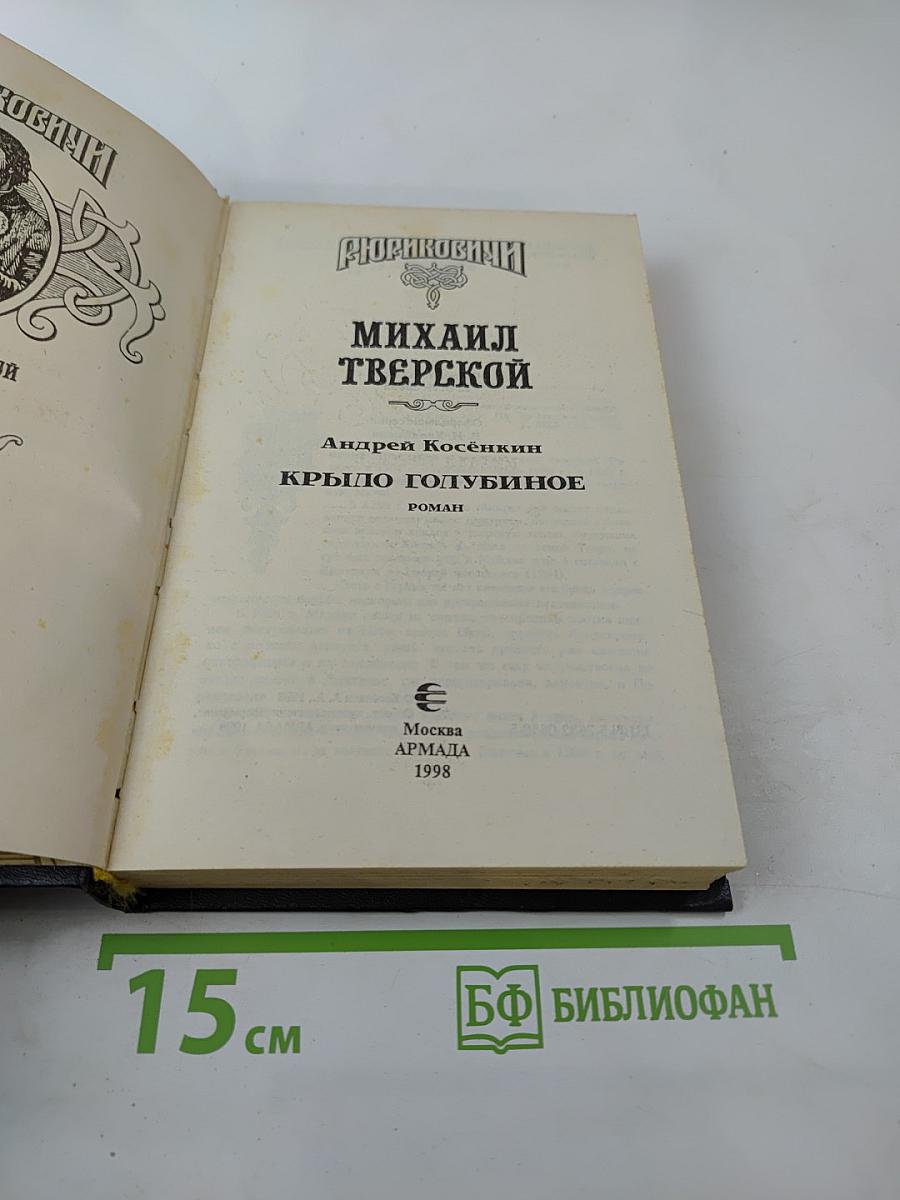 РЮРИКОВИЧИ
МИХАИЛ
ТВЕРСКОЙ
Андрей Косёнкин
КРЫЛО ГОЛУБИНОЕ
РОМАН
Москва
АРМАДА
1998
15 см
БФ БИБЛИОФАН